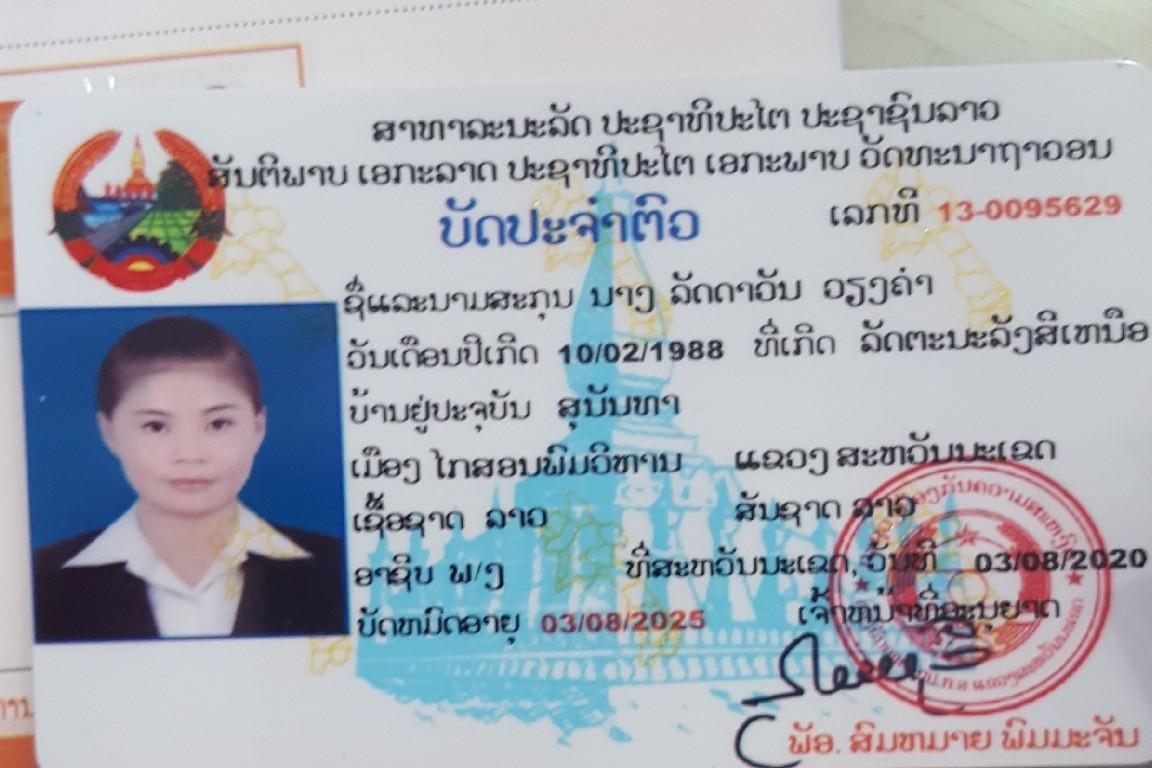 ສາທາລະນະລັດ ປະຊາທິປະໄຕ ປະຊາຊົນລາວ
ສັນຕິພາບ ເອກະລາດ ປະຊາທິປະໄຕ ເອກະພາບ ວັດທະນາຖາວອນ
ບັດປະຈຳຕົວ
ເລກທີ 13-0095629
ຊື່ແລະນາມສະກຸນ ນາງ ລັດດາວັນ ວຽງຄຳ
ວັນເດືອນປີເກີດ 10/02/1988 ທີ່ເກີດ ລັດຕະນະລັງສີເຫນືອ
ບ້ານຢູ່ປະຈຸບັນ ສຸນັນທາ
ເມືອງ ໄກສອນພົມວິຫານ ແຂວງ ສະຫວັນນະເຂດ
ເຊື້ອຊາດ ລາວ ສັນຊາດ ລາວ
ອາຊີບ ພ/ງ ທີ່ສະຫວັນນະເຂດ, ວັນທີ 03/08/2020
ບັດຫມົດອາຍຸ 03/08/2025 ເຈົ້າຫນ້າທີ່ອະນຸຍາດ
ພັອ. ສົມຫມາຍ ພິມມະຈັນ